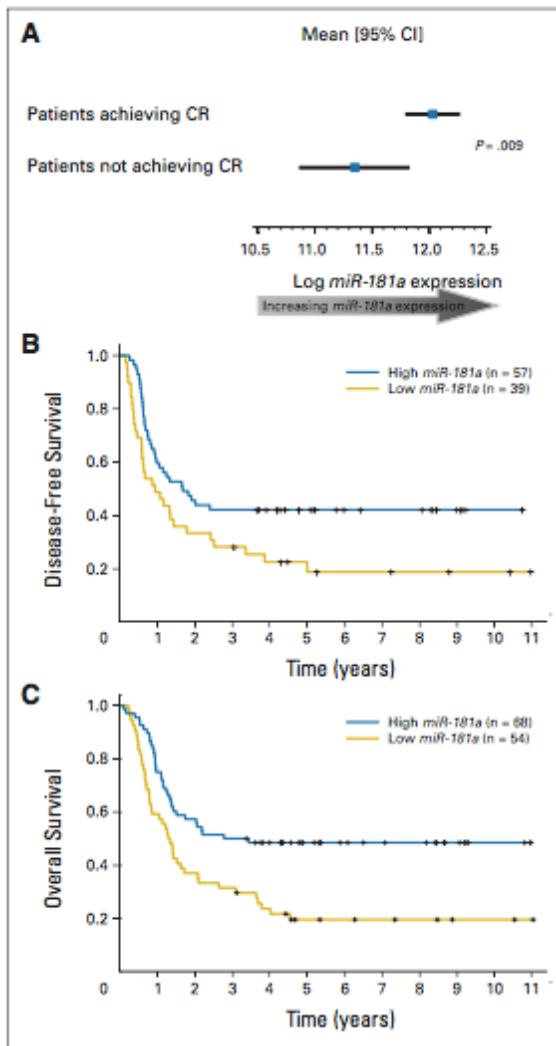 A
Mean [95% CI]
Patients achieving CR
P = .009
Patients not achieving CR
10.5 11.0 11.5 12.0 12.5
Log miR-181a expression
Increasing miR-181a expression
B
1.0
High miR-181a (n = 57)
Low miR-181a (n = 39)
0.8
0.6
0.4
0.2
Disease-Free Survival
0 1 2 3 4 5 6 7 8 9 10 11
Time (years)
C
1.0
High miR-181a (n = 68)
Low miR-181a (n = 54)
0.8
0.6
0.4
0.2
Overall Survival
0 1 2 3 4 5 6 7 8 9 10 11
Time (years)